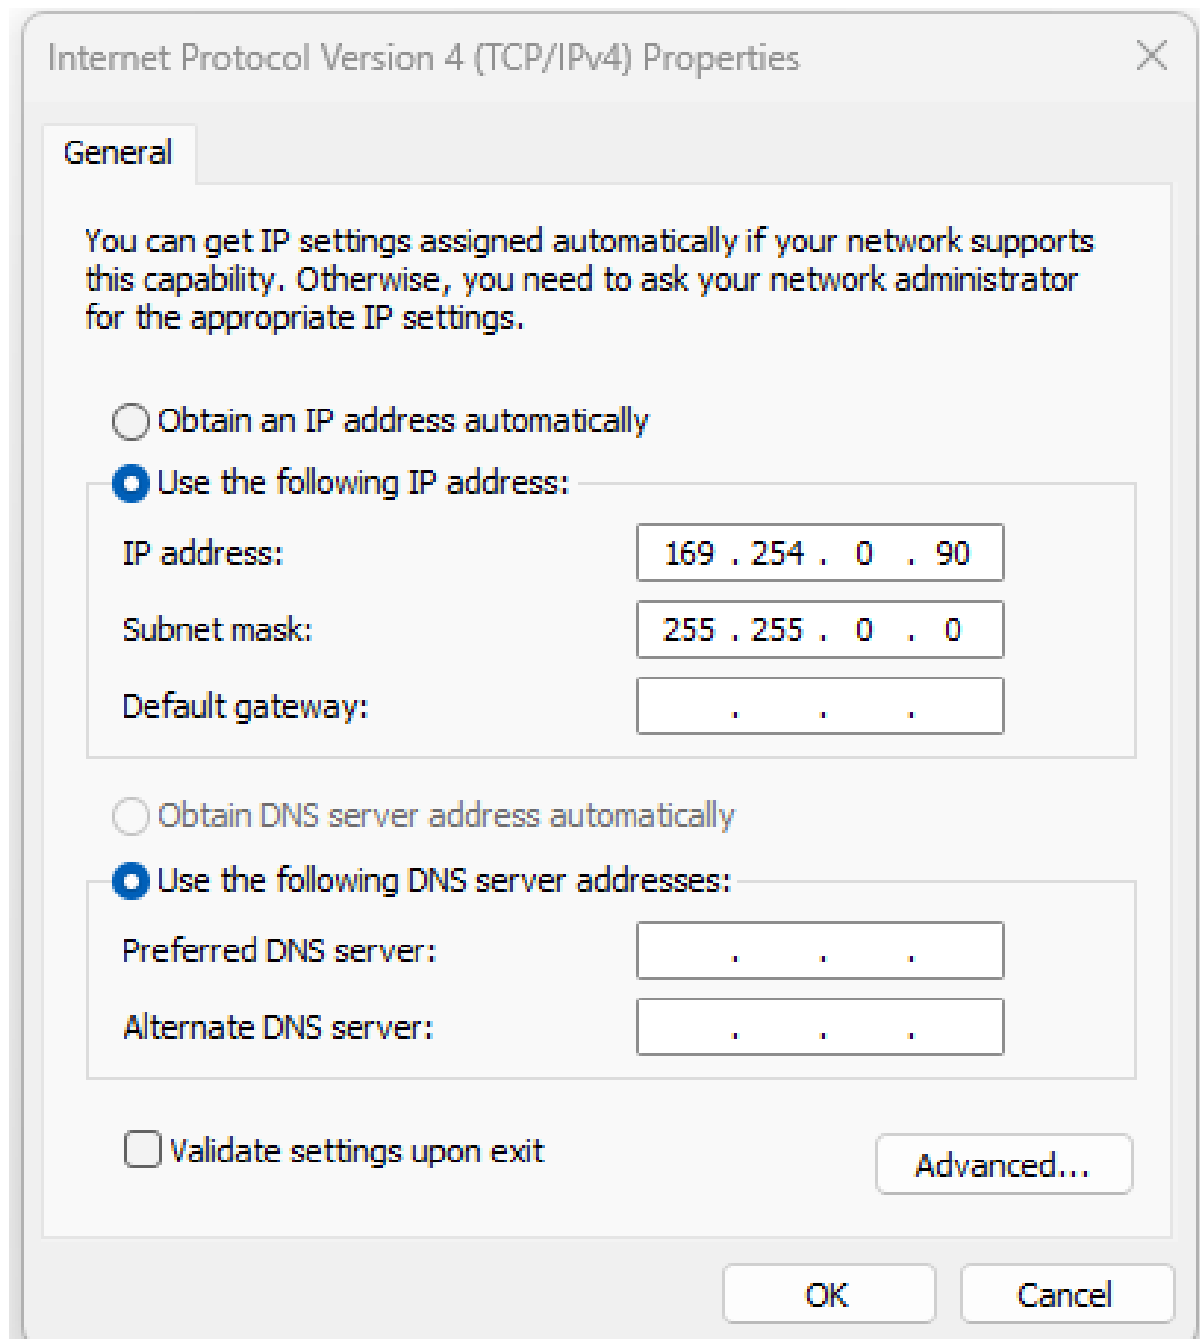 Internet Protocol Version 4 (TCP/IPv4) Properties
General
You can get IP settings assigned automatically if your network supports
this capability. Otherwise, you need to ask your network administrator
for the appropriate IP settings.
Obtain an IP address automatically
Use the following IP address:
IP address: 169 . 254 . 0 . 90
Subnet mask: 255 . 255 . 0 . 0
Default gateway: . . .
Obtain DNS server address automatically
Use the following DNS server addresses:
Preferred DNS server: . . .
Alternate DNS server: . . .
Validate settings upon exit
Advanced...
OK Cancel